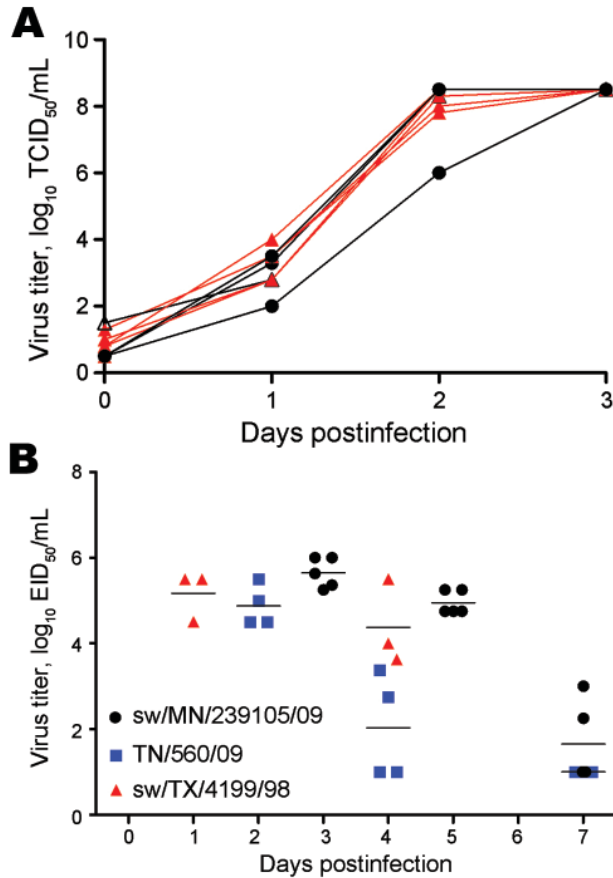 A
10
8
6
4
2
0
Virus titer, log₁₀ TCID₅₀/mL
0 1 2 3
Days postinfection
B
8
6
4
2
0
Virus titer, log₁₀ EID₅₀/mL
sw/MN/239105/09
TN/560/09
sw/TX/4199/98
0 1 2 3 4 5 6 7
Days postinfection